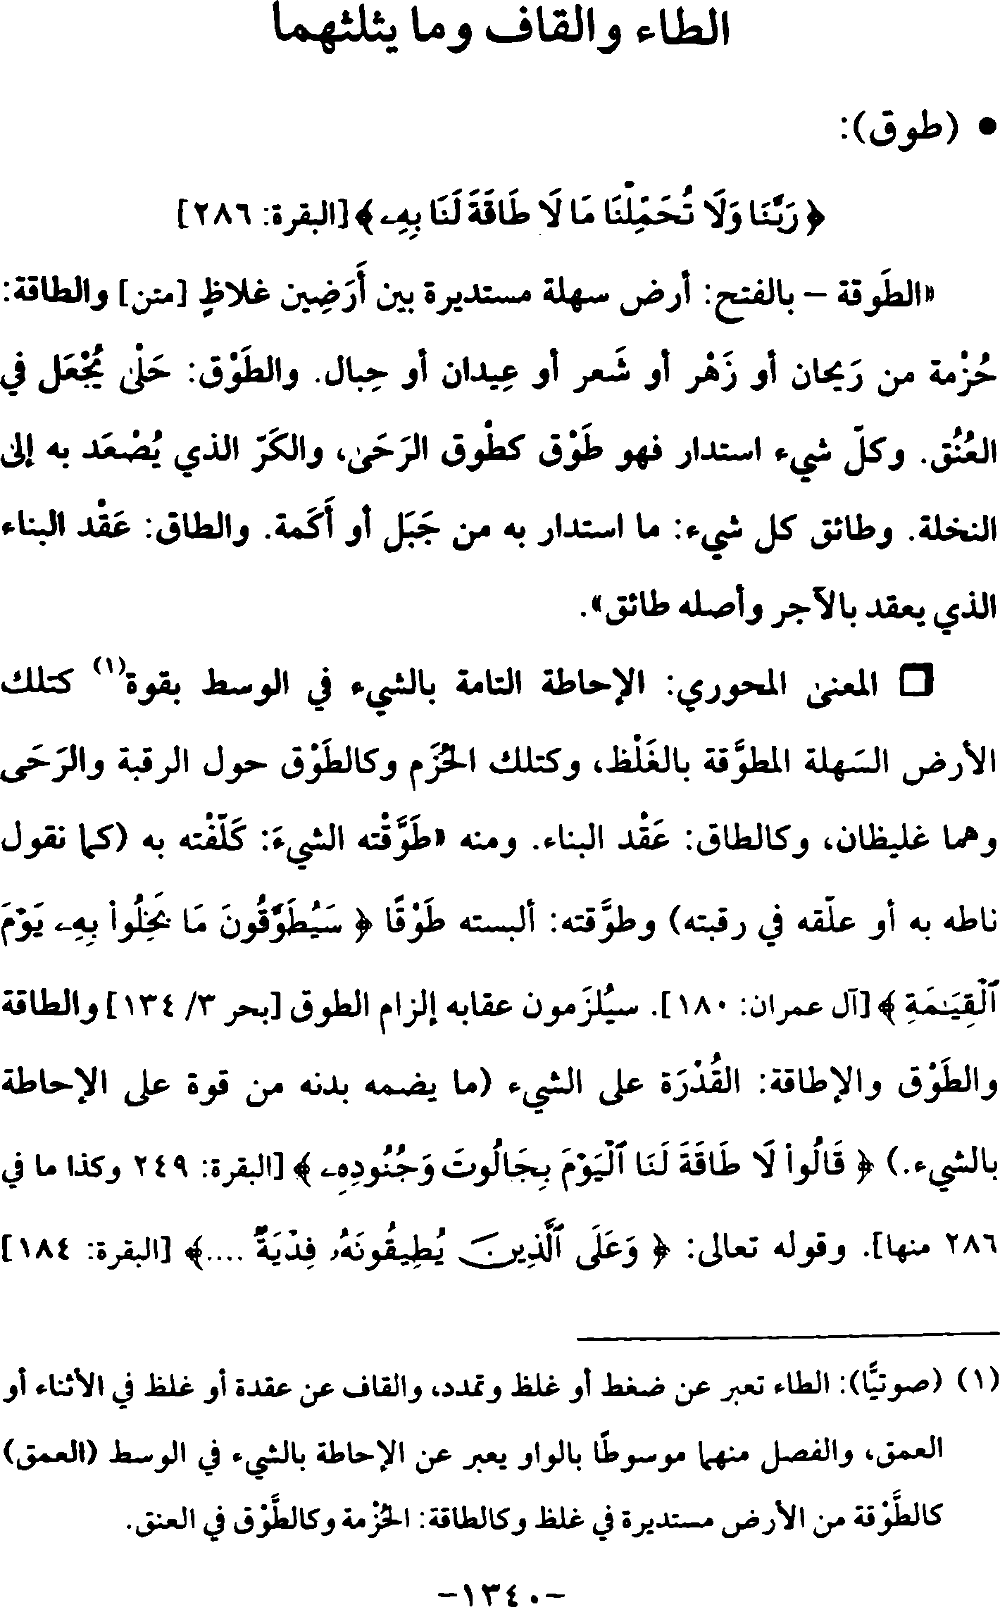 الطاء والقاف وما يثلثهما
• (طوق):
﴿ رَبَّنَا وَلَا تُحَمِّلْنَا مَا لَا طَاقَةَ لَنَا بِهِۦ ﴾ [البقرة: ٢٨٦]
«الطَوقة – بالفتح: أرض سهلة مستديرة بين أَرَضِين غلاظٍ [متن] والطاقة:
حُزْمة من رَيحان أو زَهْر أو شَعر أو عِيدان أو حِبال. والطَوْق: حَلْى يُجْعَل في
العُنُق. وكلّ شيء استدار فهو طَوْق كطْوق الرَحَى، والكَرّ الذي يُصْعَد به إلى
النخلة. وطائق كل شيء: ما استدار به من جَبَل أو أَكَمة. والطاق: عَقْد البناء
الذي يعقد بالآجر وأصله طائق».
❑ المعنى المحوري: الإحاطة التامة بالشيء في الوسط بقوة(١) كتلك
الأرض السَهلة المطوَّقة بالغَلْظ، وكتلك الحُزَم وكالطَوْق حول الرقبة والرَحَى
وهما غليظان، وكالطاق: عَقْد البناء. ومنه «طَوَّقْته الشيءَ: كَلّفْته به (كما نقول
ناطه به أو علّقه في رقبته) وطوَّقته: ألبسته طَوْقًا ﴿ سَيُطَوَّقُونَ مَا بَخِلُوا۟ بِهِۦ يَوْمَ
ٱلْقِيَـٰمَةِ ﴾ [آل عمران: ١٨٠]. سيُلزَمون عقابه إلزام الطوق [بحر ٣/ ١٣٤] والطاقة
والطَوْق والإطاقة: القُدْرَة على الشيء (ما يضمه بدنه من قوة على الإحاطة
بالشيء.) ﴿ قَالُوا۟ لَا طَاقَةَ لَنَا ٱلْيَوْمَ بِجَالُوتَ وَجُنُودِهِۦ ﴾ [البقرة: ٢٤٩ وكذا ما في
٢٨٦ منها]. وقوله تعالى: ﴿ وَعَلَى ٱلَّذِينَ يُطِيقُونَهُۥ فِدْيَةٌ ....﴾ [البقرة: ١٨٤]
(١) (صوتيًّا): الطاء تعبر عن ضغط أو غلظ وتمدد، والقاف عن عقدة أو غلظ في الأثناء أو
العمق، والفصل منهما موسوطًا بالواو يعبر عن الإحاطة بالشيء في الوسط (العمق)
كالطَّوْقة من الأرض مستديرة في غلظ وكالطاقة: الحُزْمة وكالطَّوْق في العنق.
–١٣٤٠–